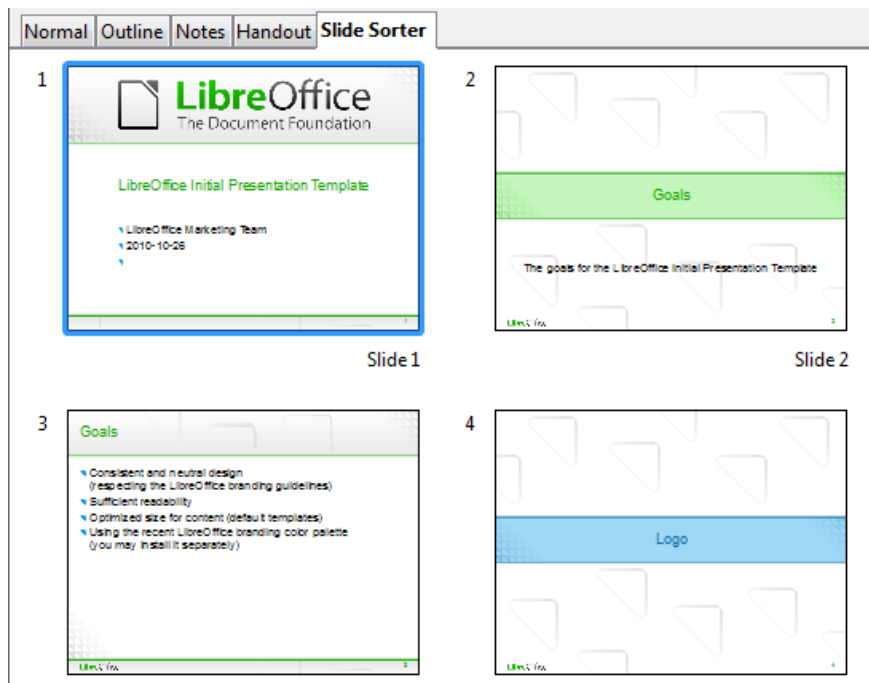 Normal Outline Notes Handout Slide Sorter
1
LibreOffice
The Document Foundation
LibreOffice Initial Presentation Template
LibreOffice Marketing Team
2010-10-26
Slide 1
2
Goals
The goals for the LibreOffice Initial Presentation Template
2
Slide 2
3
Goals
Consistent and neutral design
(respecting the LibreOffice branding guidelines)
Sufficient readability
Optimized size for content (default templates)
Using the recent LibreOffice branding color palette
(you may install it separately)
4
Logo